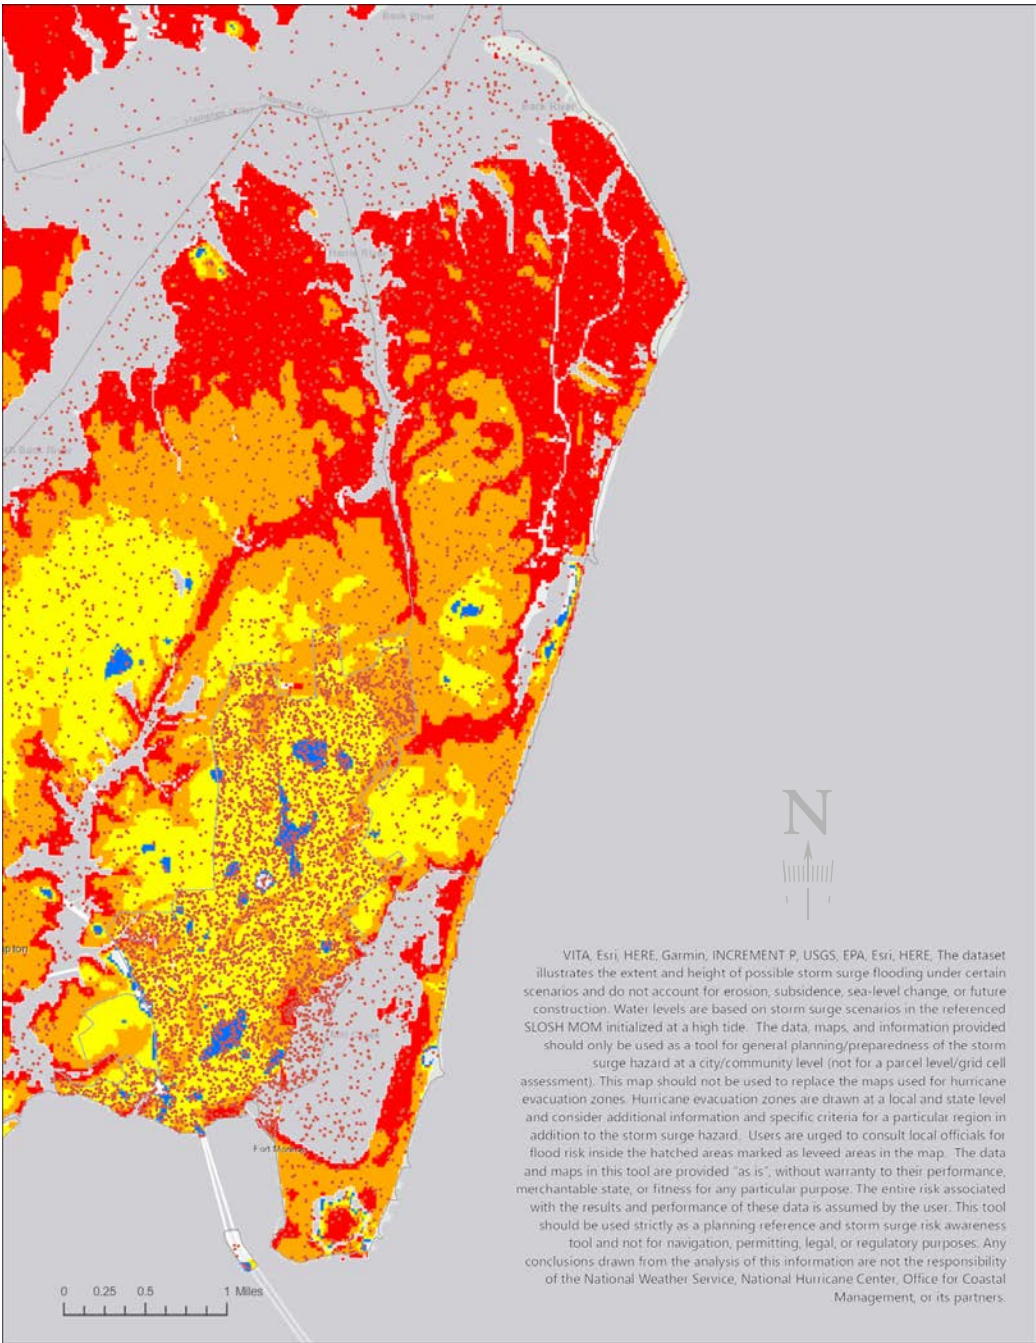 Back River
Back River
Harris River
Back River
N
pton
Fort Monroe
VITA, Esri, HERE, Garmin, INCREMENT P, USGS, EPA, Esri, HERE, The dataset
illustrates the extent and height of possible storm surge flooding under certain
scenarios and do not account for erosion, subsidence, sea-level change, or future
construction. Water levels are based on storm surge scenarios in the referenced
SLOSH MOM initialized at a high tide. The data, maps, and information provided
should only be used as a tool for general planning/preparedness of the storm
surge hazard at a city/community level (not for a parcel level/grid cell
assessment). This map should not be used to replace the maps used for hurricane
evacuation zones. Hurricane evacuation zones are drawn at a local and state level
and consider additional information and specific criteria for a particular region in
addition to the storm surge hazard. Users are urged to consult local officials for
flood risk inside the hatched areas marked as leveed areas in the map. The data
and maps in this tool are provided "as is", without warranty to their performance,
merchantable state, or fitness for any particular purpose. The entire risk associated
with the results and performance of these data is assumed by the user. This tool
should be used strictly as a planning reference and storm surge risk awareness
tool and not for navigation, permitting, legal, or regulatory purposes. Any
conclusions drawn from the analysis of this information are not the responsibility
of the National Weather Service, National Hurricane Center, Office for Coastal
Management, or its partners.
0 0.25 0.5 1 Miles